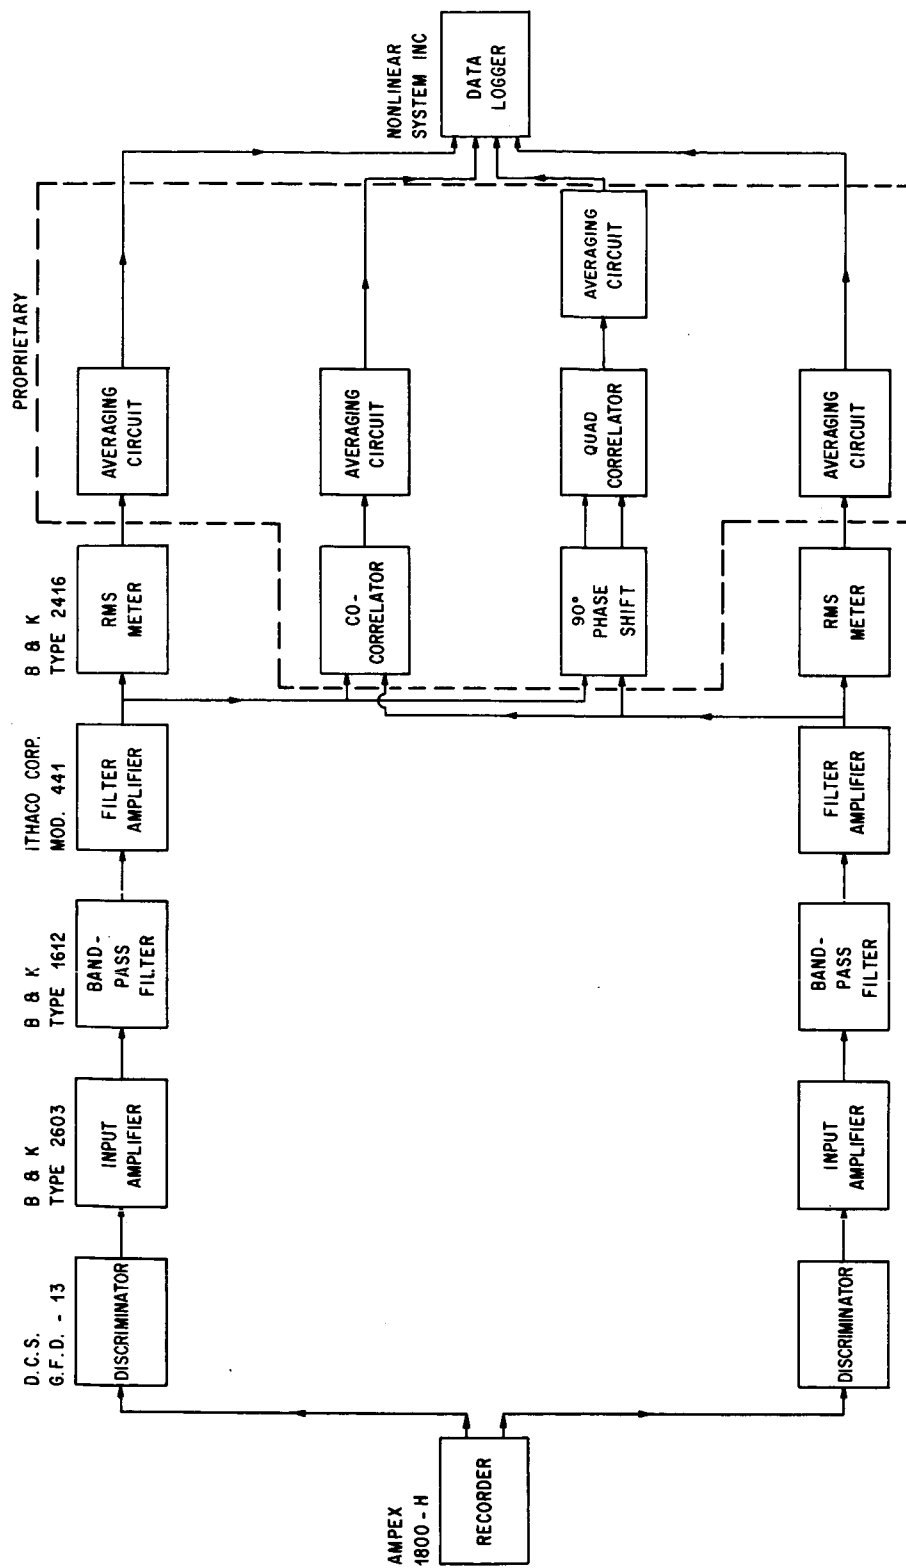 AMPEX
1800-H
RECORDER
D.C.S.
G.F.D. - 13
DISCRIMINATOR
B & K
TYPE 2603
INPUT
AMPLIFIER
B & K
TYPE 1612
BAND-
PASS
FILTER
ITHACO CORP.
MOD. 441
FILTER
AMPLIFIER
B & K
TYPE 2416
RMS
METER
PROPRIETARY
AVERAGING
CIRCUIT
CO-
CORRELATOR
AVERAGING
CIRCUIT
90°
PHASE
SHIFT
QUAD
CORRELATOR
AVERAGING
CIRCUIT
DISCRIMINATOR
INPUT
AMPLIFIER
BAND-
PASS
FILTER
FILTER
AMPLIFIER
RMS
METER
AVERAGING
CIRCUIT
NONLINEAR
SYSTEM INC
DATA
LOGGER